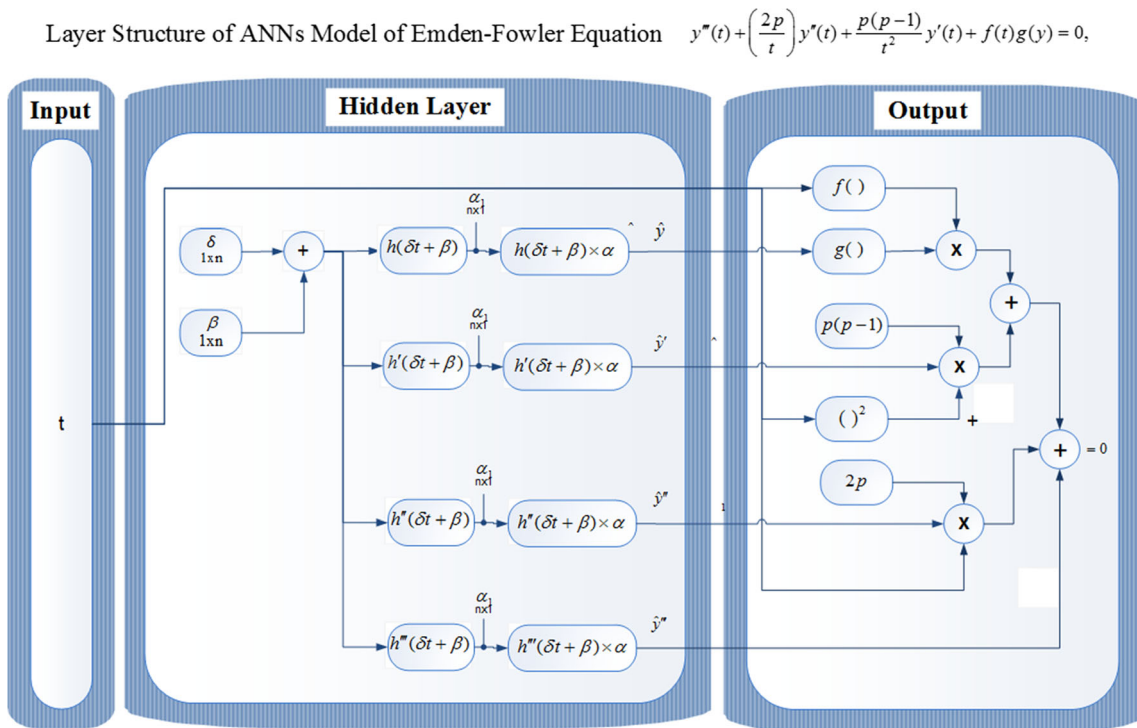 Layer Structure of ANNs Model of Emden-Fowler Equation y‴(t) + (2p/t) y″(t) + p(p−1)/t² y′(t) + f(t)g(y) = 0,
Input
Hidden Layer
Output
t
δ
1xn
β
1xn
+
h(δt + β)
α
nx1
h(δt + β) × α
ˆ
ŷ
h′(δt + β)
α
nx1
h′(δt + β) × α
ŷ′
ˆ
h″(δt + β)
α
nx1
h″(δt + β) × α
ŷ″
1
h‴(δt + β)
α
nx1
h‴(δt + β) × α
ŷ″
f ( )
g( )
X
+
p(p−1)
X
( )²
+
2p
X
+
= 0